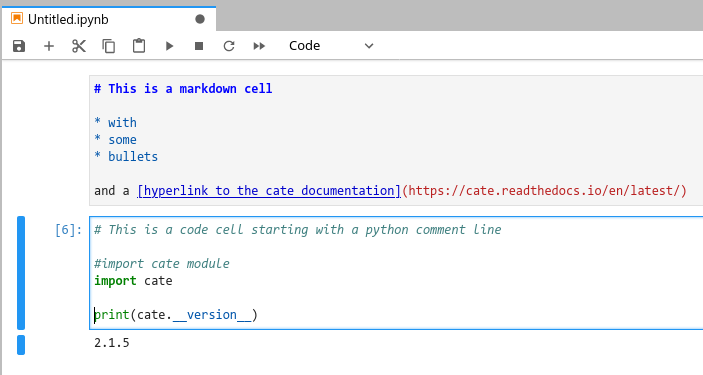 Untitled.ipynb
Code
# This is a markdown cell
* with
* some
* bullets
and a [hyperlink to the cate documentation](https://cate.readthedocs.io/en/latest/)
[6]: # This is a code cell starting with a python comment line
#import cate module
import cate
print(cate.__version__)
2.1.5